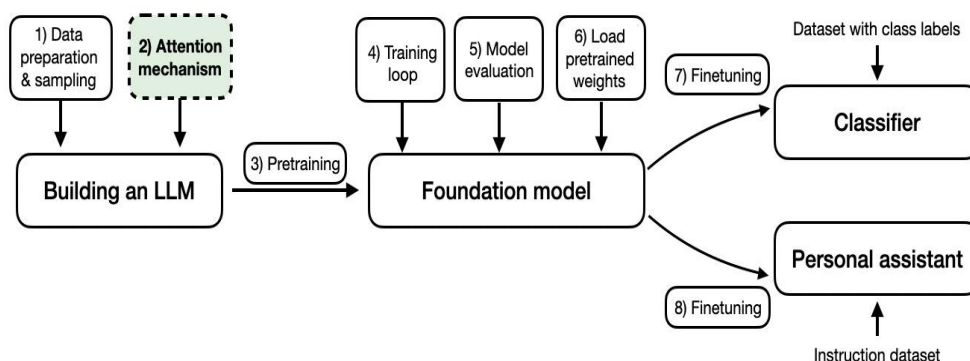 1) Data
preparation
& sampling
2) Attention
mechanism
4) Training
loop
5) Model
evaluation
6) Load
pretrained
weights
7) Finetuning
Dataset with class labels
Classifier
Building an LLM
3) Pretraining
Foundation model
Personal assistant
8) Finetuning
Instruction dataset